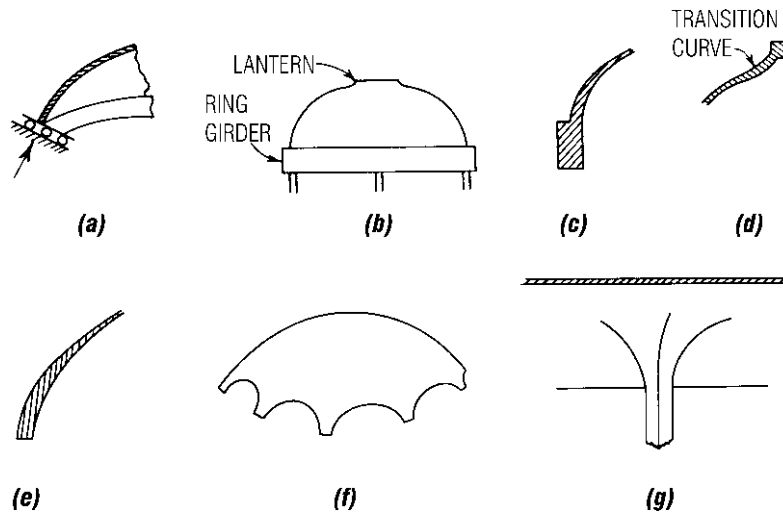 TRANSITION
CURVE
LANTERN
RING
GIRDER
(a)
(b)
(c)
(d)
(e)
(f)
(g)